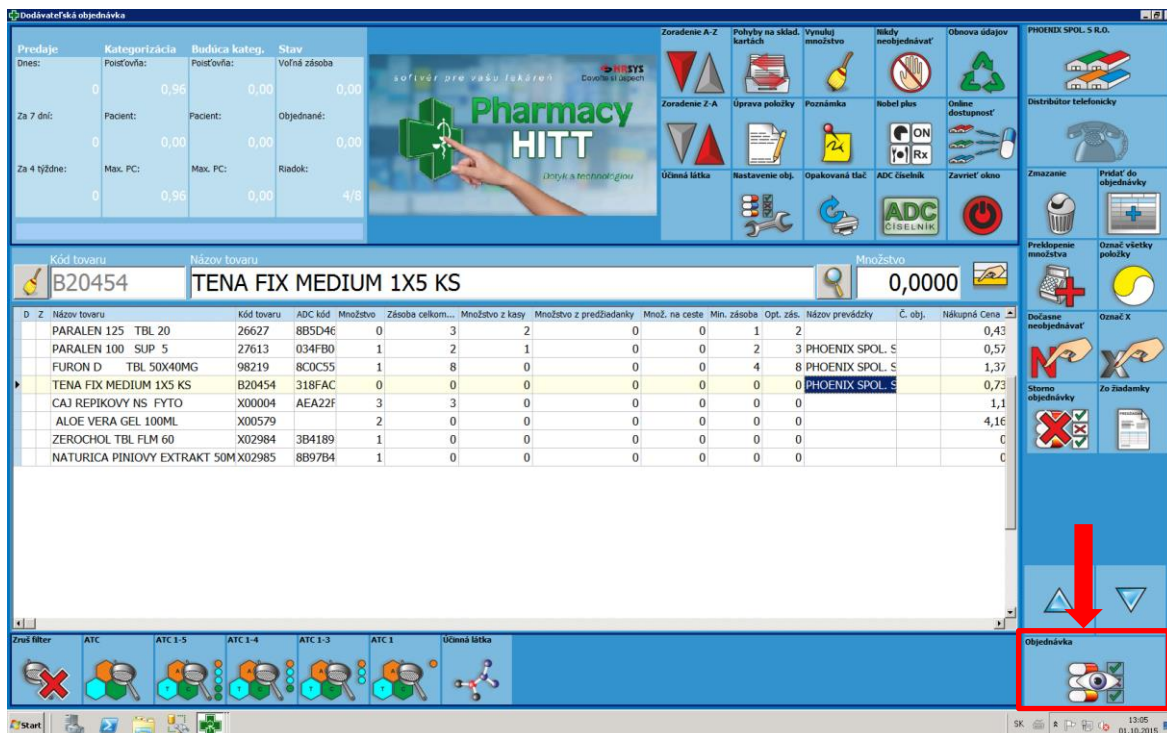 Dodávateľská objednávka
Predaje Kategorizácia Budúca kateg. Stav
Dnes: Poisťovňa: Poisťovňa: Voľná zásoba
0 0,96 0,00 0,00
Za 7 dní: Pacient: Pacient: Objednané:
0 0,00 0,00 0,00
Za 4 týždne: Max. PC: Max. PC: Riadok:
0 0,96 0,00 4/8
softvér pre vašu lekáreň
HRSYS
Dovoľte si úspech
Pharmacy
HITT
Dotyk s technológiou
Zoradenie A-Z
Pohyby na sklad. kartách
Vynuluj množstvo
Nikdy neobjednávať
Obnova údajov
Zoradenie Z-A
Úprava položky
Poznámka
Nobel plus
ON
Rx
Online dostupnosť
Účinná látka
Nastavenie obj.
Opakovaná tlač
ADC číselník
ADC
ČÍSELNÍK
Zavrieť okno
PHOENIX SPOL. S R.O.
Distribútor telefonicky
Zmazanie
Pridať do objednávky
Preklopenie množstva
Označ všetky položky
Dočasne neobjednávať
Označ X
Storno objednávky
Zo žiadamky
Kód tovaru Názov tovaru Množstvo
B20454 TENA FIX MEDIUM 1X5 KS 0,0000
D Z Názov tovaru Kód tovaru ADC kód Množstvo Zásoba celkom... Množstvo z kasy Množstvo z predžiadanky Množ. na ceste Min. zásoba Opt. zás. Názov prevádzky Č. obj. Nákupná Cena
PARALEN 125 TBL 20 26627 8B5D46 0 3 2 0 0 1 2 0,43
PARALEN 100 SUP 5 27613 034FB0 1 2 1 0 0 2 3 PHOENIX SPOL. S 0,57
FURON D TBL 50X40MG 98219 8C0C55 1 8 0 0 0 4 8 PHOENIX SPOL. S 1,37
TENA FIX MEDIUM 1X5 KS B20454 318FAC 0 0 0 0 0 0 0 PHOENIX SPOL. S 0,73
CAJ REPIKOVY NS FYTO X00004 AEA22F 3 3 0 0 0 0 0 1,1
ALOE VERA GEL 100ML X00579 2 0 0 0 0 0 0 4,16
ZEROCHOL TBL FLM 60 X02984 3B4189 1 0 0 0 0 0 0 0
NATURICA PINIOVY EXTRAKT 50M X02985 8B97B4 1 0 0 0 0 0 0 0
Zruš filter ATC ATC 1-5 ATC 1-4 ATC 1-3 ATC 1 Účinná látka
Objednávka
Start
SK
13:05
01.10.2015